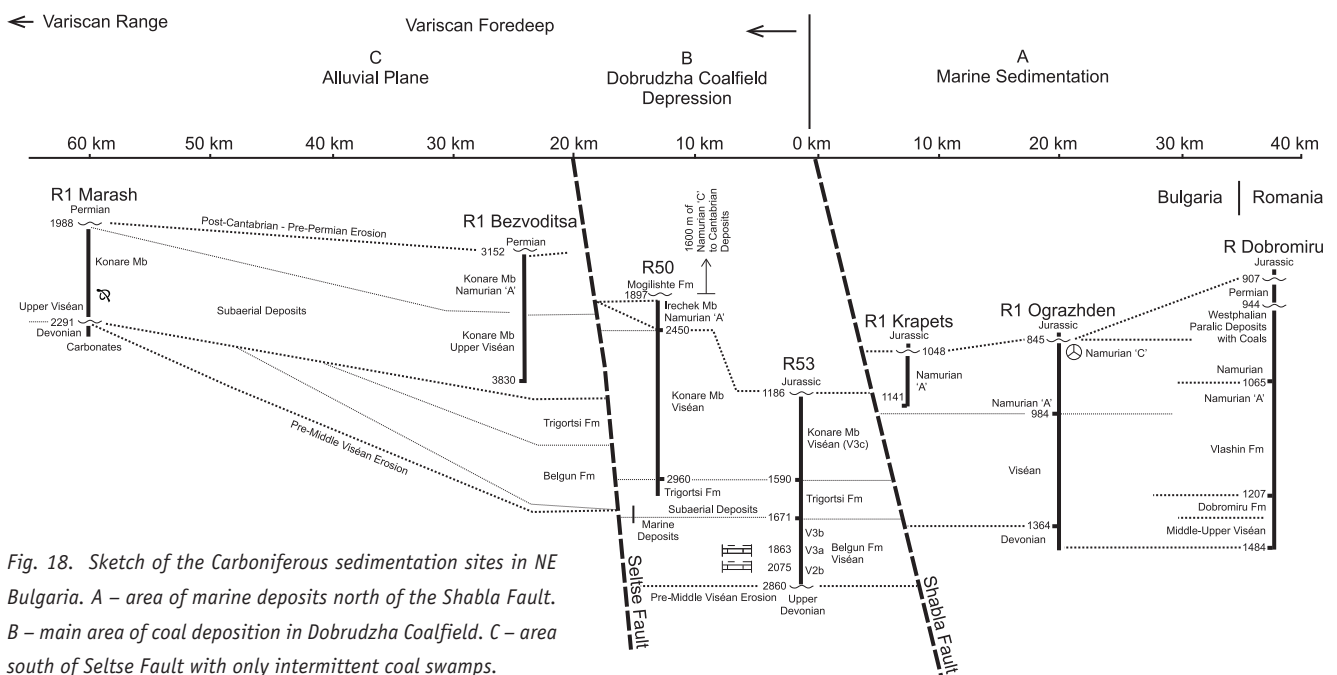 Variscan Range
Variscan Foredeep
C
Alluvial Plane
B
Dobrudzha Coalfield
Depression
A
Marine Sedimentation
60 km 50 km 40 km 30 km 20 km 10 km 0 km 10 km 20 km 30 km 40 km
Bulgaria Romania
R1 Marash
Permian
1988
Konare Mb
Upper Viséan
2291
Devonian
Carbonates
Post-Cantabrian - Pre-Permian Erosion
Subaerial Deposits
Pre-Middle Viséan Erosion
R1 Bezvoditsa
Permian
3152
Konare Mb
Namurian 'A'
Konare Mb
Upper Viséan
3830
Trigortsi Fm
Belgun Fm
Seltse Fault
1600 m of
Namurian 'C'
to Cantabrian
Deposits
R50
Mogilishte Fm
1897
Irechek Mb
Namurian 'A'
2450
Konare Mb
Viséan
2960
Trigortsi Fm
Subaerial Deposits
Marine
Deposits
R53
Jurassic
1186
Konare Mb
Viséan (V3c)
1590
Trigortsi Fm
1671
V3b
1863 V3a Belgun Fm
Viséan
2075 V2b
2860
Pre-Middle Viséan Erosion
Upper
Devonian
Shabla Fault
R1 Krapets
Jurassic
1048
Namurian
'A'
1141
R1 Ograzhden
Jurassic
845
Namurian 'C'
Namurian 'A'
984
Viséan
1364
Devonian
R Dobromiru
Jurassic
907
Permian
944
Westphalian
Paralic Deposits
with Coals
Namurian
1065
Namurian 'A'
Vlashin Fm
1207
Dobromiru Fm
Middle-Upper Viséan
1484
Fig. 18. Sketch of the Carboniferous sedimentation sites in NE
Bulgaria. A – area of marine deposits north of the Shabla Fault.
B – main area of coal deposition in Dobrudzha Coalfield. C – area
south of Seltse Fault with only intermittent coal swamps.